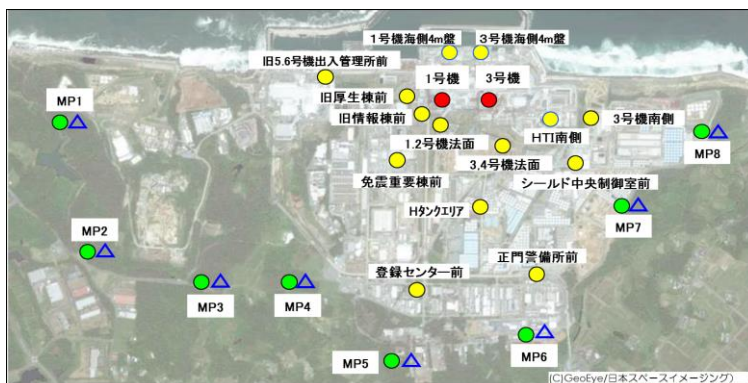 1号機海側4m盤
3号機海側4m盤
旧5.6号機出入管理所前
1号機
3号機
MP1
旧厚生棟前
旧情報棟前
3号機南側
HTI南側
MP8
1.2号機法面
3.4号機法面
免震重要棟前
シールド中央制御室前
Hタンクエリア
MP7
MP2
正門警備所前
登録センター前
MP3
MP4
MP5
MP6
(C)GeoEye/日本スペースイメージング)